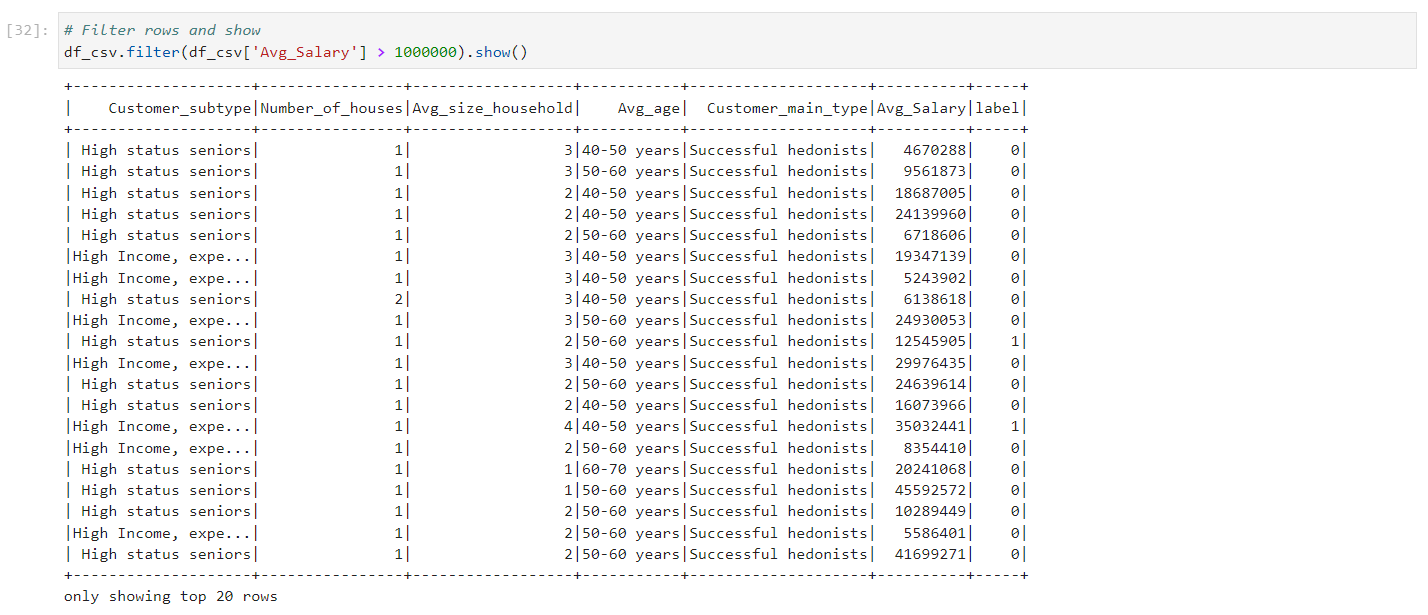 [32]: # Filter rows and show
df_csv.filter(df_csv['Avg_Salary'] > 1000000).show()
+--------------------+----------------+------------------+-----------+--------------------+----------+-----+
|    Customer_subtype|Number_of_houses|Avg_size_household|    Avg_age|  Customer_main_type|Avg_Salary|label|
+--------------------+----------------+------------------+-----------+--------------------+----------+-----+
| High status seniors|               1|                 3|40-50 years|Successful hedonists|   4670288|    0|
| High status seniors|               1|                 3|50-60 years|Successful hedonists|   9561873|    0|
| High status seniors|               1|                 2|40-50 years|Successful hedonists|  18687005|    0|
| High status seniors|               1|                 2|40-50 years|Successful hedonists|  24139960|    0|
| High status seniors|               1|                 2|50-60 years|Successful hedonists|   6718606|    0|
|High Income, expe...|               1|                 3|40-50 years|Successful hedonists|  19347139|    0|
|High Income, expe...|               1|                 3|40-50 years|Successful hedonists|   5243902|    0|
| High status seniors|               2|                 3|40-50 years|Successful hedonists|   6138618|    0|
|High Income, expe...|               1|                 3|50-60 years|Successful hedonists|  24930053|    0|
| High status seniors|               1|                 2|50-60 years|Successful hedonists|  12545905|    1|
|High Income, expe...|               1|                 3|40-50 years|Successful hedonists|  29976435|    0|
| High status seniors|               1|                 2|50-60 years|Successful hedonists|  24639614|    0|
| High status seniors|               1|                 2|40-50 years|Successful hedonists|  16073966|    0|
|High Income, expe...|               1|                 4|40-50 years|Successful hedonists|  35032441|    1|
|High Income, expe...|               1|                 2|50-60 years|Successful hedonists|   8354410|    0|
| High status seniors|               1|                 1|60-70 years|Successful hedonists|  20241068|    0|
| High status seniors|               1|                 1|50-60 years|Successful hedonists|  45592572|    0|
| High status seniors|               1|                 2|50-60 years|Successful hedonists|  10289449|    0|
|High Income, expe...|               1|                 2|50-60 years|Successful hedonists|   5586401|    0|
| High status seniors|               1|                 2|50-60 years|Successful hedonists|  41699271|    0|
+--------------------+----------------+------------------+-----------+--------------------+----------+-----+
only showing top 20 rows